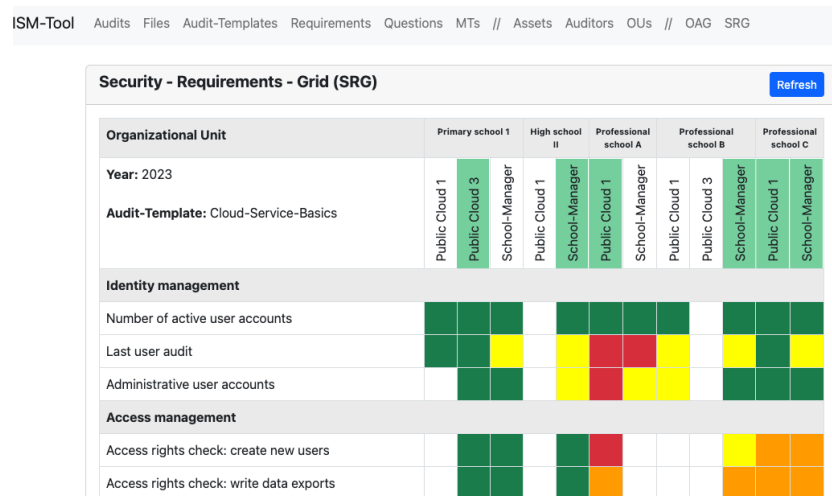 ISM-Tool Audits Files Audit-Templates Requirements Questions MTs // Assets Auditors OUs // OAG SRG
Security - Requirements - Grid (SRG)
Refresh
Organizational Unit
Primary school 1
High school
II
Professional
school A
Professional
school B
Professional
school C
Year: 2023
Audit-Template: Cloud-Service-Basics
Public Cloud 1
Public Cloud 3
School-Manager
Public Cloud 1
School-Manager
Public Cloud 1
School-Manager
Public Cloud 1
Public Cloud 3
School-Manager
Public Cloud 1
School-Manager
Identity management
Number of active user accounts
Last user audit
Administrative user accounts
Access management
Access rights check: create new users
Access rights check: write data exports